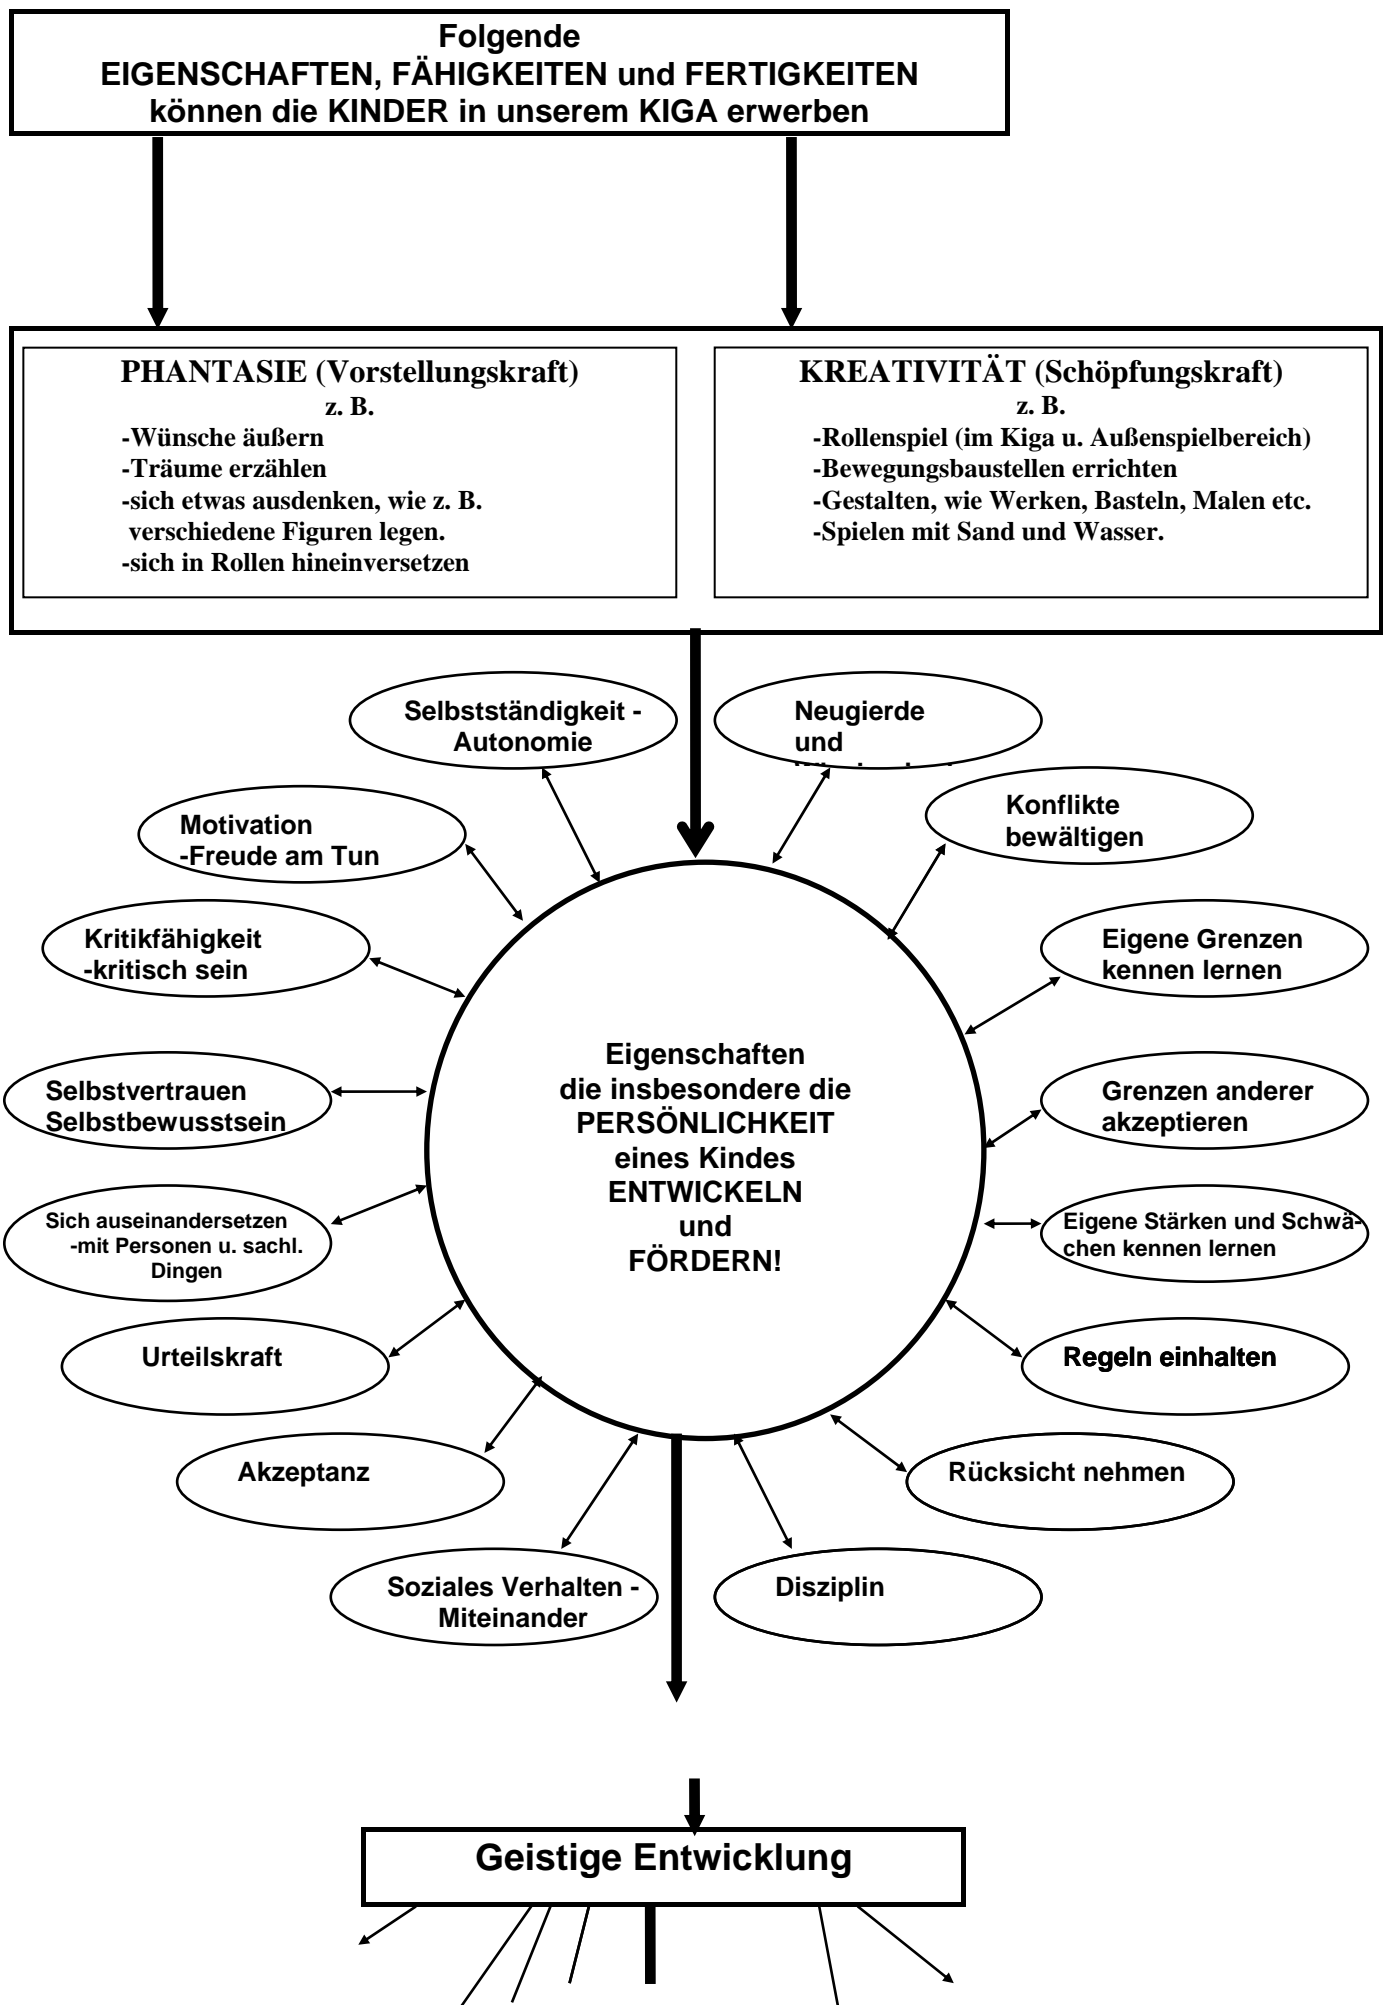 Folgende
EIGENSCHAFTEN, FÄHIGKEITEN und FERTIGKEITEN
können die KINDER in unserem KIGA erwerben
PHANTASIE (Vorstellungskraft)
z. B.
-Wünsche äußern
-Träume erzählen
-sich etwas ausdenken, wie z. B.
verschiedene Figuren legen.
-sich in Rollen hineinversetzen
KREATIVITÄT (Schöpfungskraft)
z. B.
-Rollenspiel (im Kiga u. Außenspielbereich)
-Bewegungsbaustellen errichten
-Gestalten, wie Werken, Basteln, Malen etc.
-Spielen mit Sand und Wasser.
Selbstständigkeit -
Autonomie
Neugierde
und
Motivation
-Freude am Tun
Konflikte
bewältigen
Kritikfähigkeit
-kritisch sein
Eigene Grenzen
kennen lernen
Eigenschaften
die insbesondere die
PERSÖNLICHKEIT
eines Kindes
ENTWICKELN
und
FÖRDERN!
Selbstvertrauen
Selbstbewusstsein
Grenzen anderer
akzeptieren
Sich auseinandersetzen
-mit Personen u. sachl.
Dingen
Eigene Stärken und Schwä-
chen kennen lernen
Urteilskraft
Regeln einhalten
Akzeptanz
Rücksicht nehmen
Soziales Verhalten -
Miteinander
Disziplin
Geistige Entwicklung